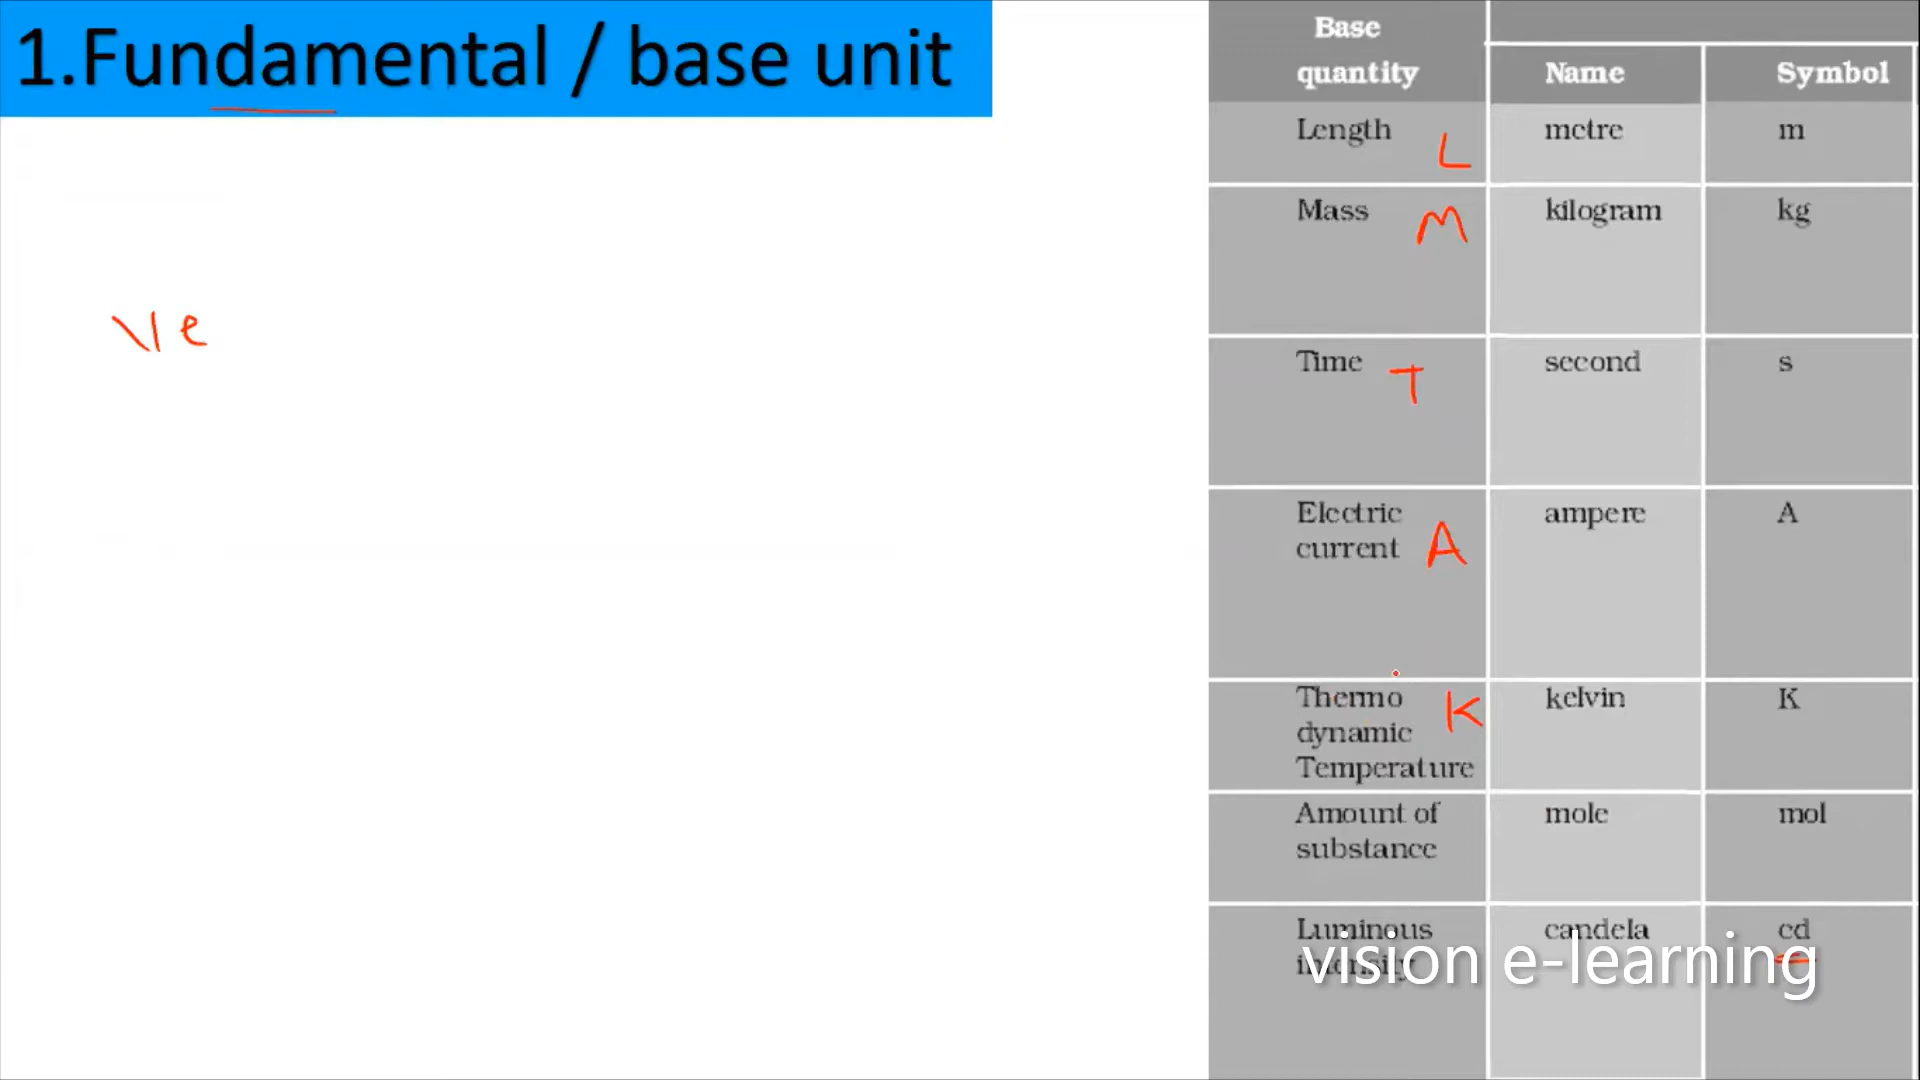 1.Fundamental / base unit
Base
quantity
Name
Symbol
Length L
metre
m
Mass M
kilogram
kg
Time T
second
s
Electric
current A
ampere
A
Thermo K
dynamic
Temperature
kelvin
K
Amount of
substance
mole
mol
Luminous
intensity
candela
cd
vision e-learning